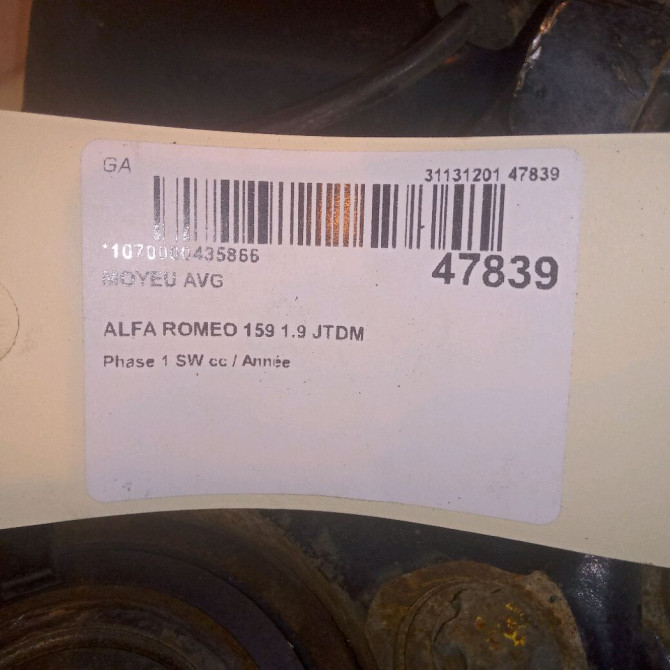 GA
31131201 47839
*1070000435866
47839
MOYEU AVG
ALFA ROMEO 159 1.9 JTDM
Phase 1 SW cc / Année